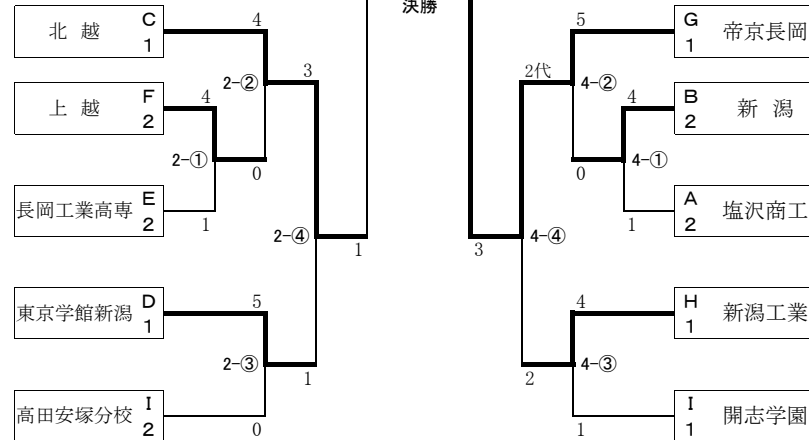 決勝
北 越 C 1
4
上 越 F 2
4
2-②
3
2-①
0
長岡工業高専 E 2
1
2-④
1
東京学館新潟 D 1
5
2-③
1
高田安塚分校 I 2
0
5
G 1 帝京長岡
2代
4-②
4
B 2 新 潟
0
4-①
1
A 2 塩沢商工
3
4-④
4
H 1 新潟工業
2
4-③
1
I 1 開志学園